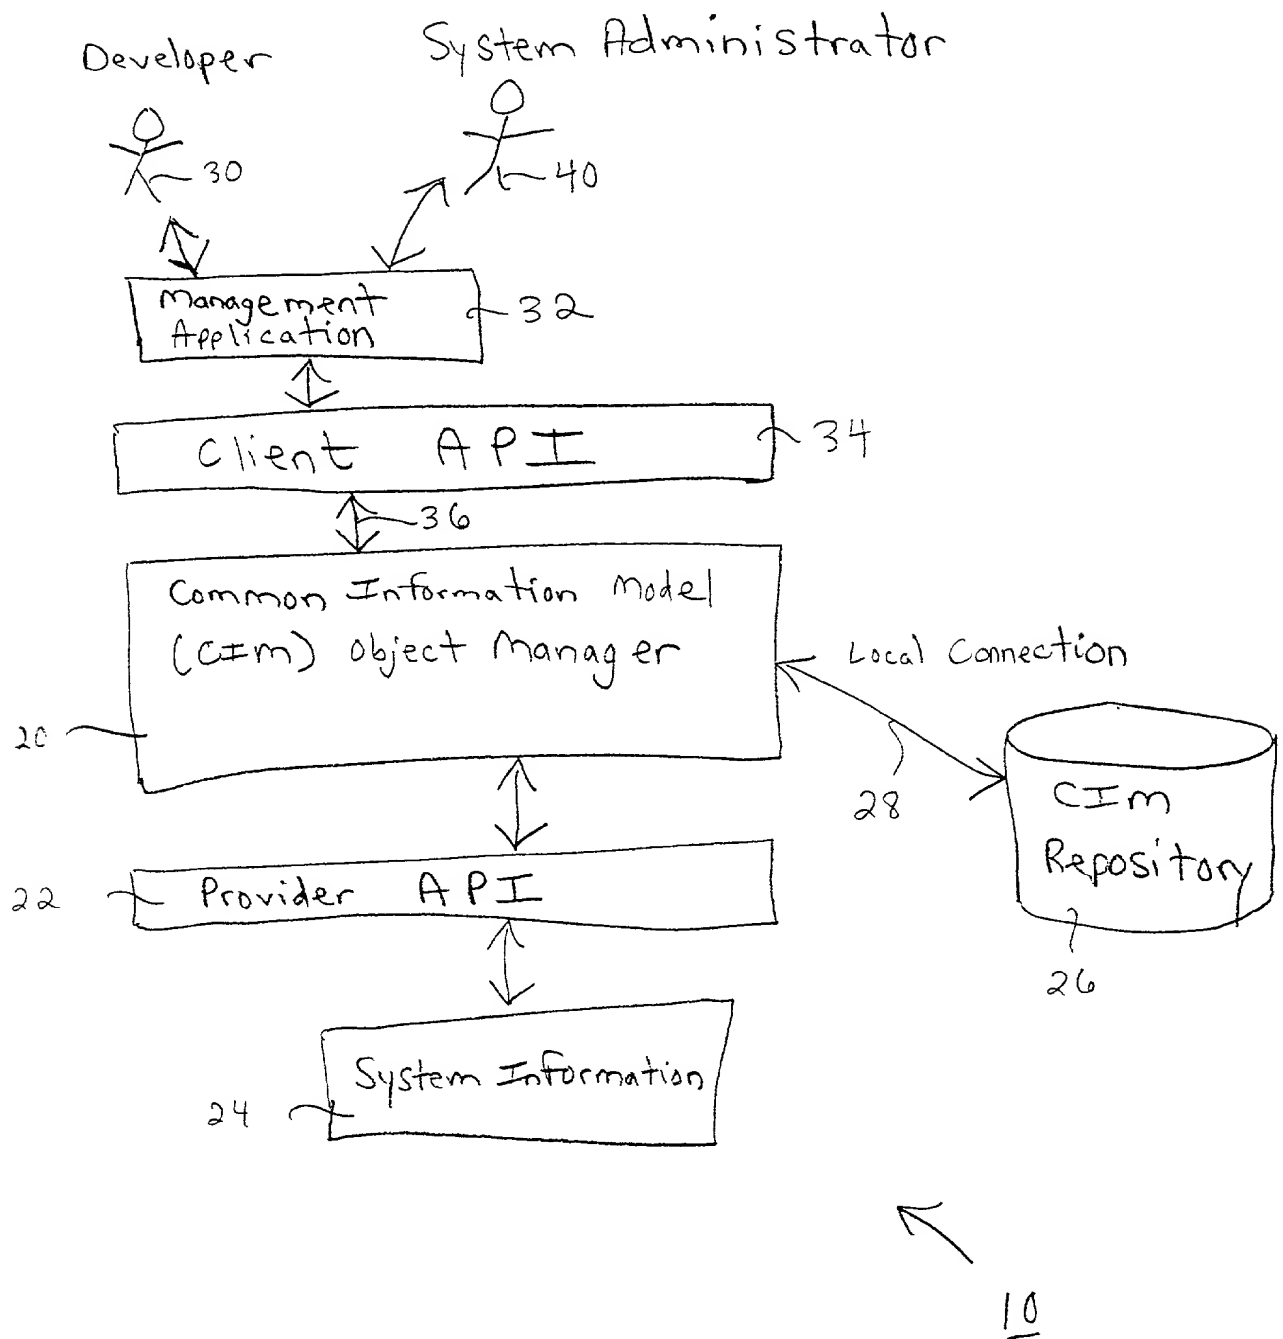 Developer
System Administrator
30
40
Management
Application
32
Client API
34
36
Common Information Model
(CIM) Object Manager
Local Connection
20
28
CIM
Repository
22
Provider API
26
System Information
24
10